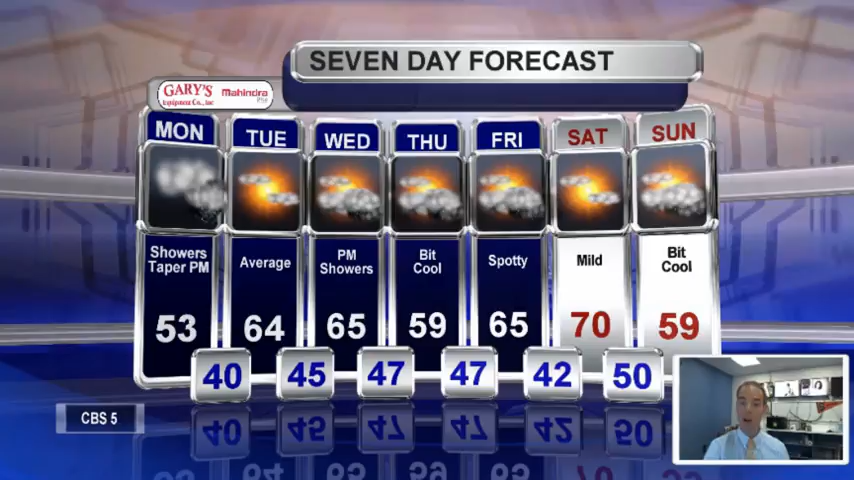 SEVEN DAY FORECAST
GARY'S
Equipment Co., Inc
Mahindra
MON
TUE
WED
THU
FRI
SAT
SUN
Showers
Taper PM
Average
PM
Showers
Bit
Cool
Spotty
Mild
Bit
Cool
53
64
65
59
65
70
59
40
45
47
47
42
50
CBS 5